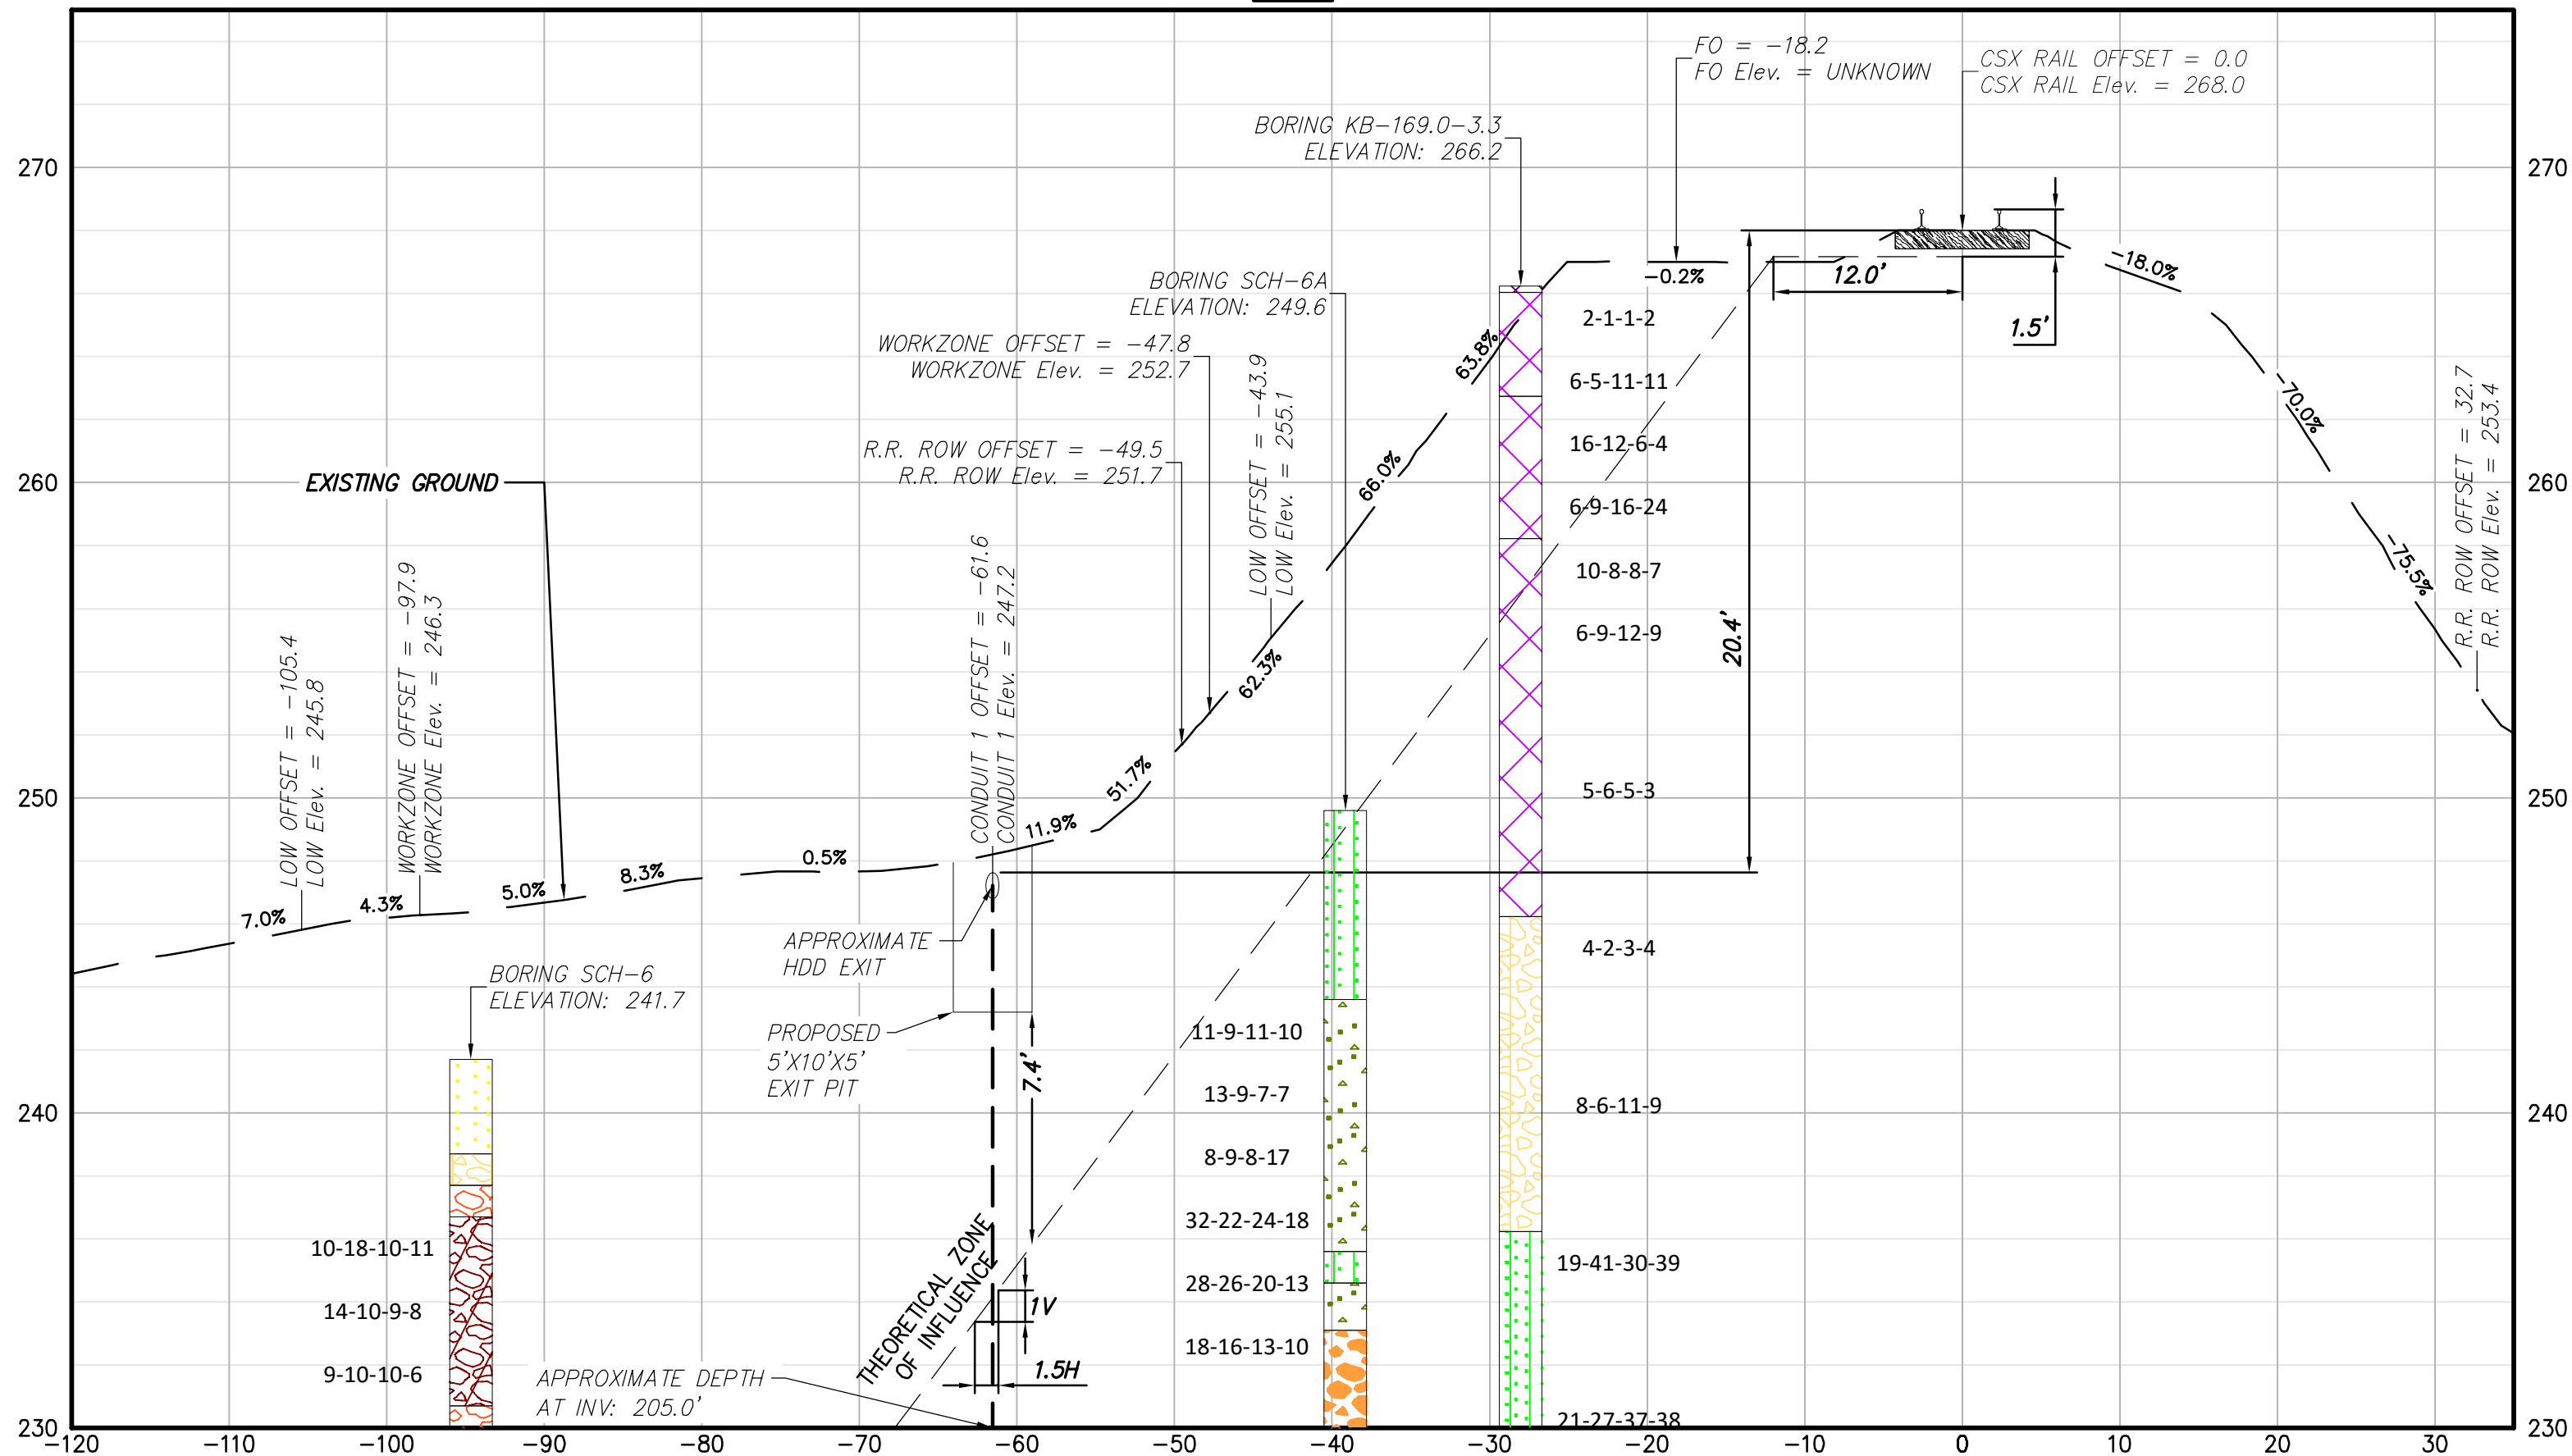 FO = -18.2
FO Elev. = UNKNOWN
CSX RAIL OFFSET = 0.0
CSX RAIL Elev. = 268.0
BORING KB-169.0-3.3
ELEVATION: 266.2
BORING SCH-6A
ELEVATION: 249.6
WORKZONE OFFSET = -47.8
WORKZONE Elev. = 252.7
R.R. ROW OFFSET = -49.5
R.R. ROW Elev. = 251.7
LOW OFFSET = -43.9
LOW Elev. = 255.1
EXISTING GROUND
CONDUIT 1 OFFSET = -61.6
CONDUIT 1 Elev. = 247.2
WORKZONE OFFSET = -97.9
WORKZONE Elev. = 246.3
LOW OFFSET = -105.4
LOW Elev. = 245.8
R.R. ROW OFFSET = 32.7
R.R. ROW Elev. = 253.4
7.0%
4.3%
5.0%
8.3%
0.5%
11.9%
51.7%
62.3%
66.0%
63.8%
-0.2%
-18.0%
-70.0%
-75.5%
12.0'
1.5'
20.4'
7.4'
1V
1.5H
APPROXIMATE
HDD EXIT
PROPOSED
5'X10'X5'
EXIT PIT
BORING SCH-6
ELEVATION: 241.7
APPROXIMATE DEPTH
AT INV: 205.0'
THEORETICAL ZONE
OF INFLUENCE
10-18-10-11
14-10-9-8
9-10-10-6
11-9-11-10
13-9-7-7
8-9-8-17
32-22-24-18
28-26-20-13
18-16-13-10
2-1-1-2
6-5-11-11
16-12-6-4
6-9-16-24
10-8-8-7
6-9-12-9
5-6-5-3
4-2-3-4
8-6-11-9
19-41-30-39
21-27-37-38
270
260
250
240
230
270
260
250
240
230
-120 -110 -100 -90 -80 -70 -60 -50 -40 -30 -20 -10 0 10 20 30